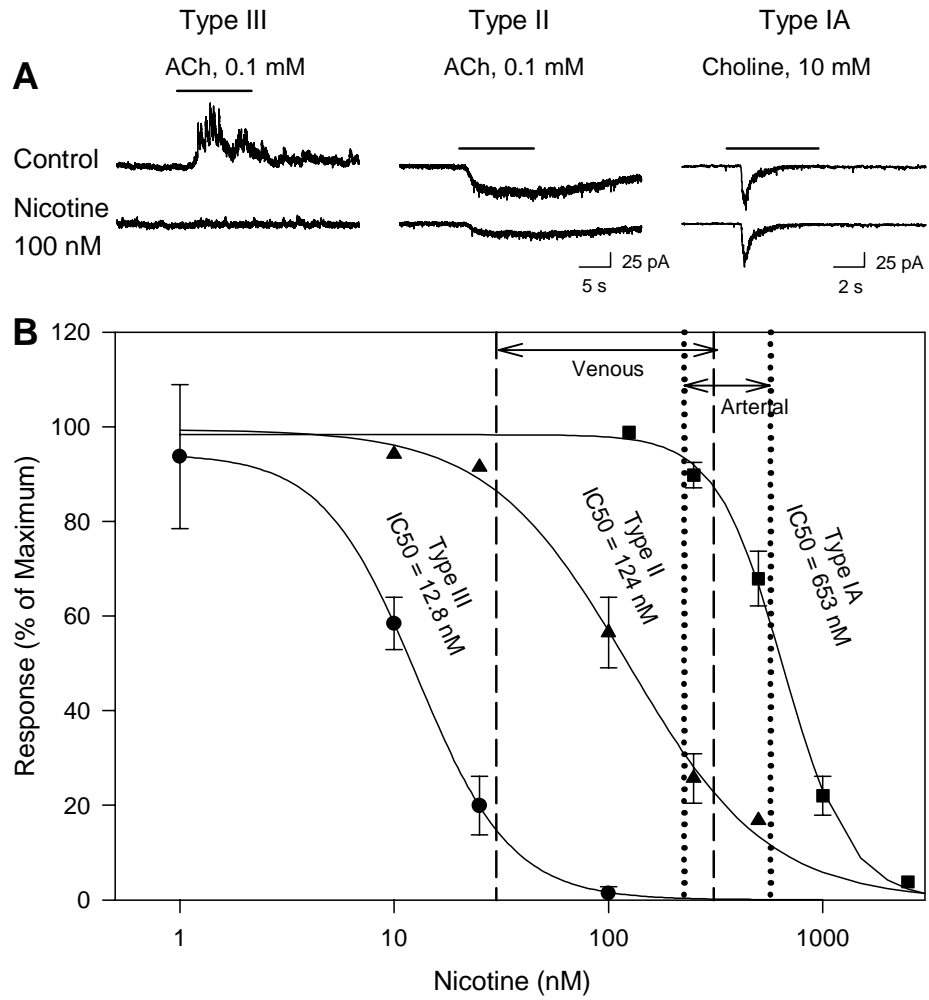 Type III Type II Type IA
A ACh, 0.1 mM ACh, 0.1 mM Choline, 10 mM
Control
Nicotine
100 nM
25 pA
5 s
25 pA
2 s
B
120
100
80
60
40
20
0
Response (% of Maximum)
Venous
Arterial
Type III
IC50 = 12.8 nM
Type II
IC50 = 124 nM
Type IA
IC50 = 653 nM
1 10 100 1000
Nicotine (nM)